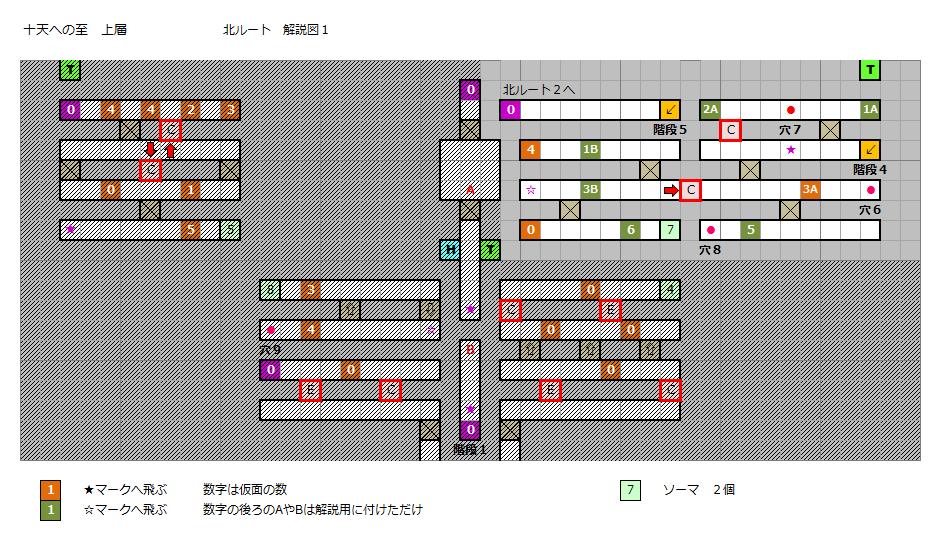 十天への至　上層　北ルート　解説図１
T T
0 北ルート２へ
0 4 4 2 3 0 ↙ 2A ● 1A
C 階段５ C 穴７
4 1B ★ ↙
C 階段４
0 1 A ☆ 3B C 3A ●
穴６
★ 5 5 0 6 7 ● 5
H T 穴８
8 3 0 4
★ C E
● 4 ☆ 0 0
穴９ B
0 0 0
E C E C
★
0
階段１
1 ★マークへ飛ぶ 数字は仮面の数 7 ソーマ ２個
1 ☆マークへ飛ぶ 数字の後ろのAやBは解説用に付けただけ